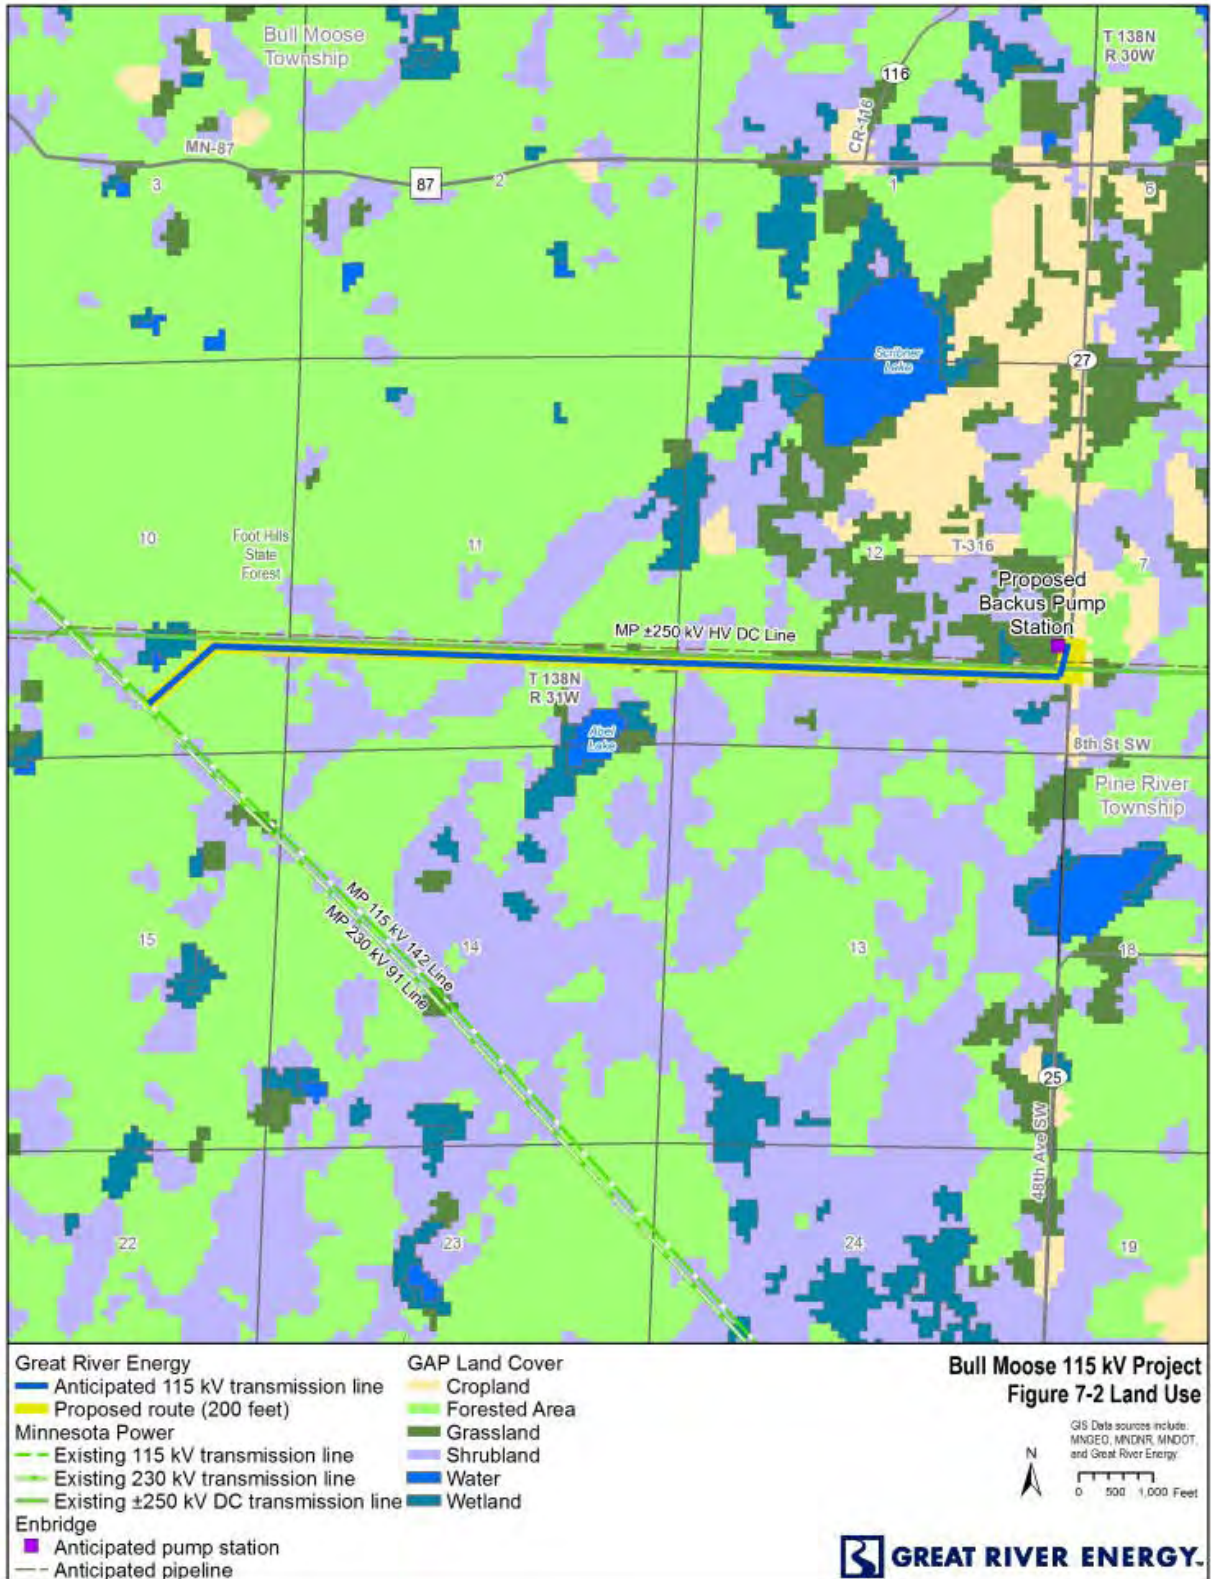 Bull Moose
Township
T 138N
R 30W
116
CR-116
MN-87
3
87
2
1
6
Scribner
Lake
27
10
Foot Hills
State
Forest
11
12
T-316
7
Proposed
Backus Pump
Station
MP ±250 kV HV DC Line
T 138N
R 31W
Abel
Lake
8th St SW
Pine River
Township
MP 115 kV 142 Line
MP 230 kV 91 Line
15
14
13
18
25
48th Ave SW
22
23
24
19
Great River Energy
Anticipated 115 kV transmission line
Proposed route (200 feet)
Minnesota Power
Existing 115 kV transmission line
Existing 230 kV transmission line
Existing ±250 kV DC transmission line
Enbridge
Anticipated pump station
Anticipated pipeline
GAP Land Cover
Cropland
Forested Area
Grassland
Shrubland
Water
Wetland
Bull Moose 115 kV Project
Figure 7-2 Land Use
GIS Data sources include:
MNGEO, MNDNR, MNDOT,
and Great River Energy.
N
0 500 1,000 Feet
GREAT RIVER ENERGY